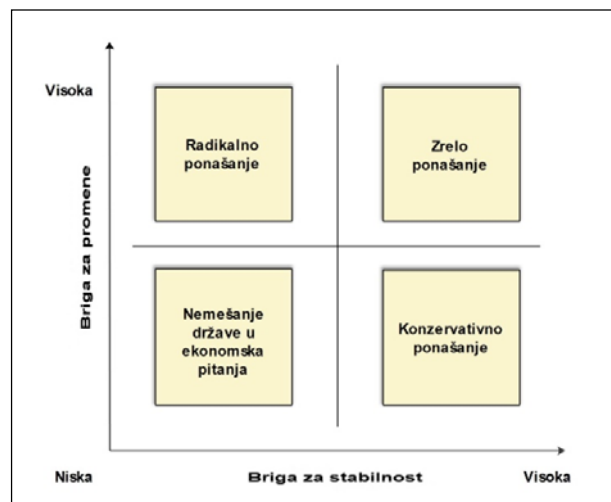 Visoka
Briga za promene
Radikalno
ponašanje
Zrelo
ponašanje
Nemešanje
države u
ekonomska
pitanja
Konzervativno
ponašanje
Niska
Briga za stabilnost
Visoka